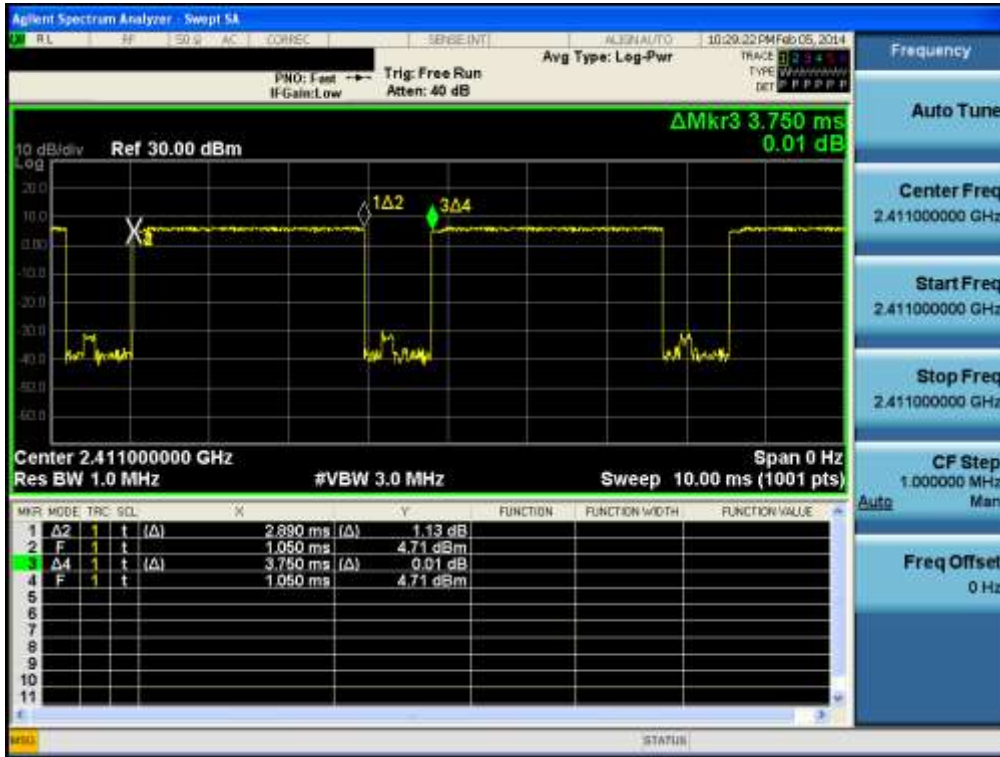 Agilent Spectrum Analyzer - Swept SA
RL RF 50 Ω AC CORREC SENSE:INT ALIGN AUTO 10:29:22 PM Feb 05, 2014
Frequency
PNO: Fast Trig: Free Run Avg Type: Log-Pwr TRACE 1 2 3 4 5 6
IFGain:Low Atten: 40 dB TYPE
DET P P P P P P
Auto Tune
ΔMkr3 3.750 ms
0.01 dB
10 dB/div Ref 30.00 dBm
Log
20.0
10.0
0.00
-10.0
-20.0
-30.0
-40.0
-50.0
-60.0
1Δ2
3Δ4
Center Freq
2.411000000 GHz
Start Freq
2.411000000 GHz
Stop Freq
2.411000000 GHz
Center 2.411000000 GHz Span 0 Hz
Res BW 1.0 MHz #VBW 3.0 MHz Sweep 10.00 ms (1001 pts)
CF Step
1.000000 MHz
Auto Man
Freq Offset
0 Hz
MKR MODE TRC SCL X Y FUNCTION FUNCTION WIDTH FUNCTION VALUE
1 Δ2 1 t (Δ) 2.890 ms (Δ) 1.13 dB
2 F 1 t 1.050 ms 4.71 dBm
3 Δ4 1 t (Δ) 3.750 ms (Δ) 0.01 dB
4 F 1 t 1.050 ms 4.71 dBm
5
6
7
8
9
10
11
MSG STATUS